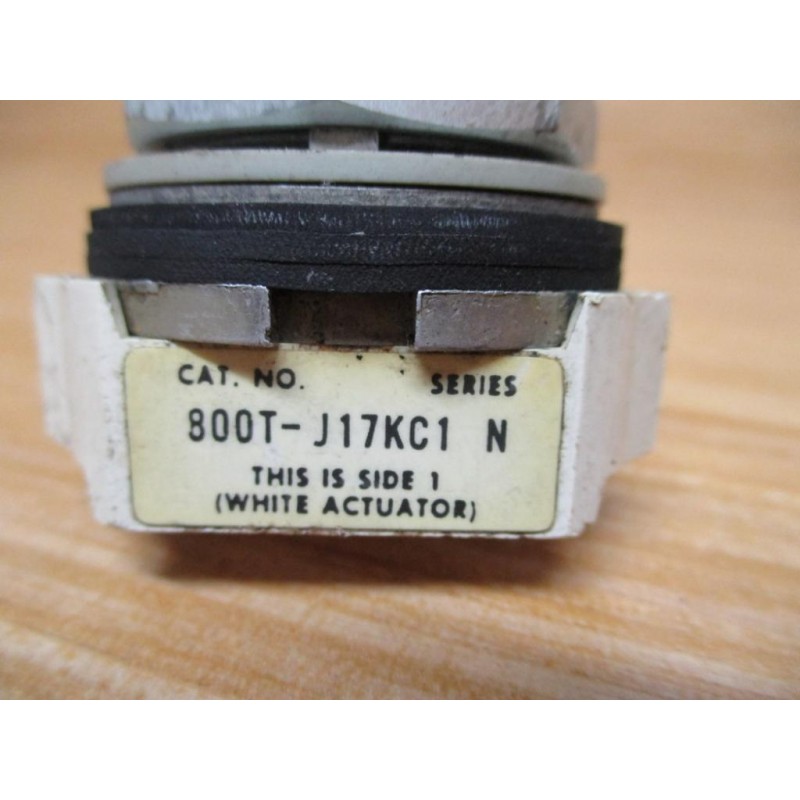 CAT. NO. SERIES
800T-J17KC1 N
THIS IS SIDE 1
(WHITE ACTUATOR)